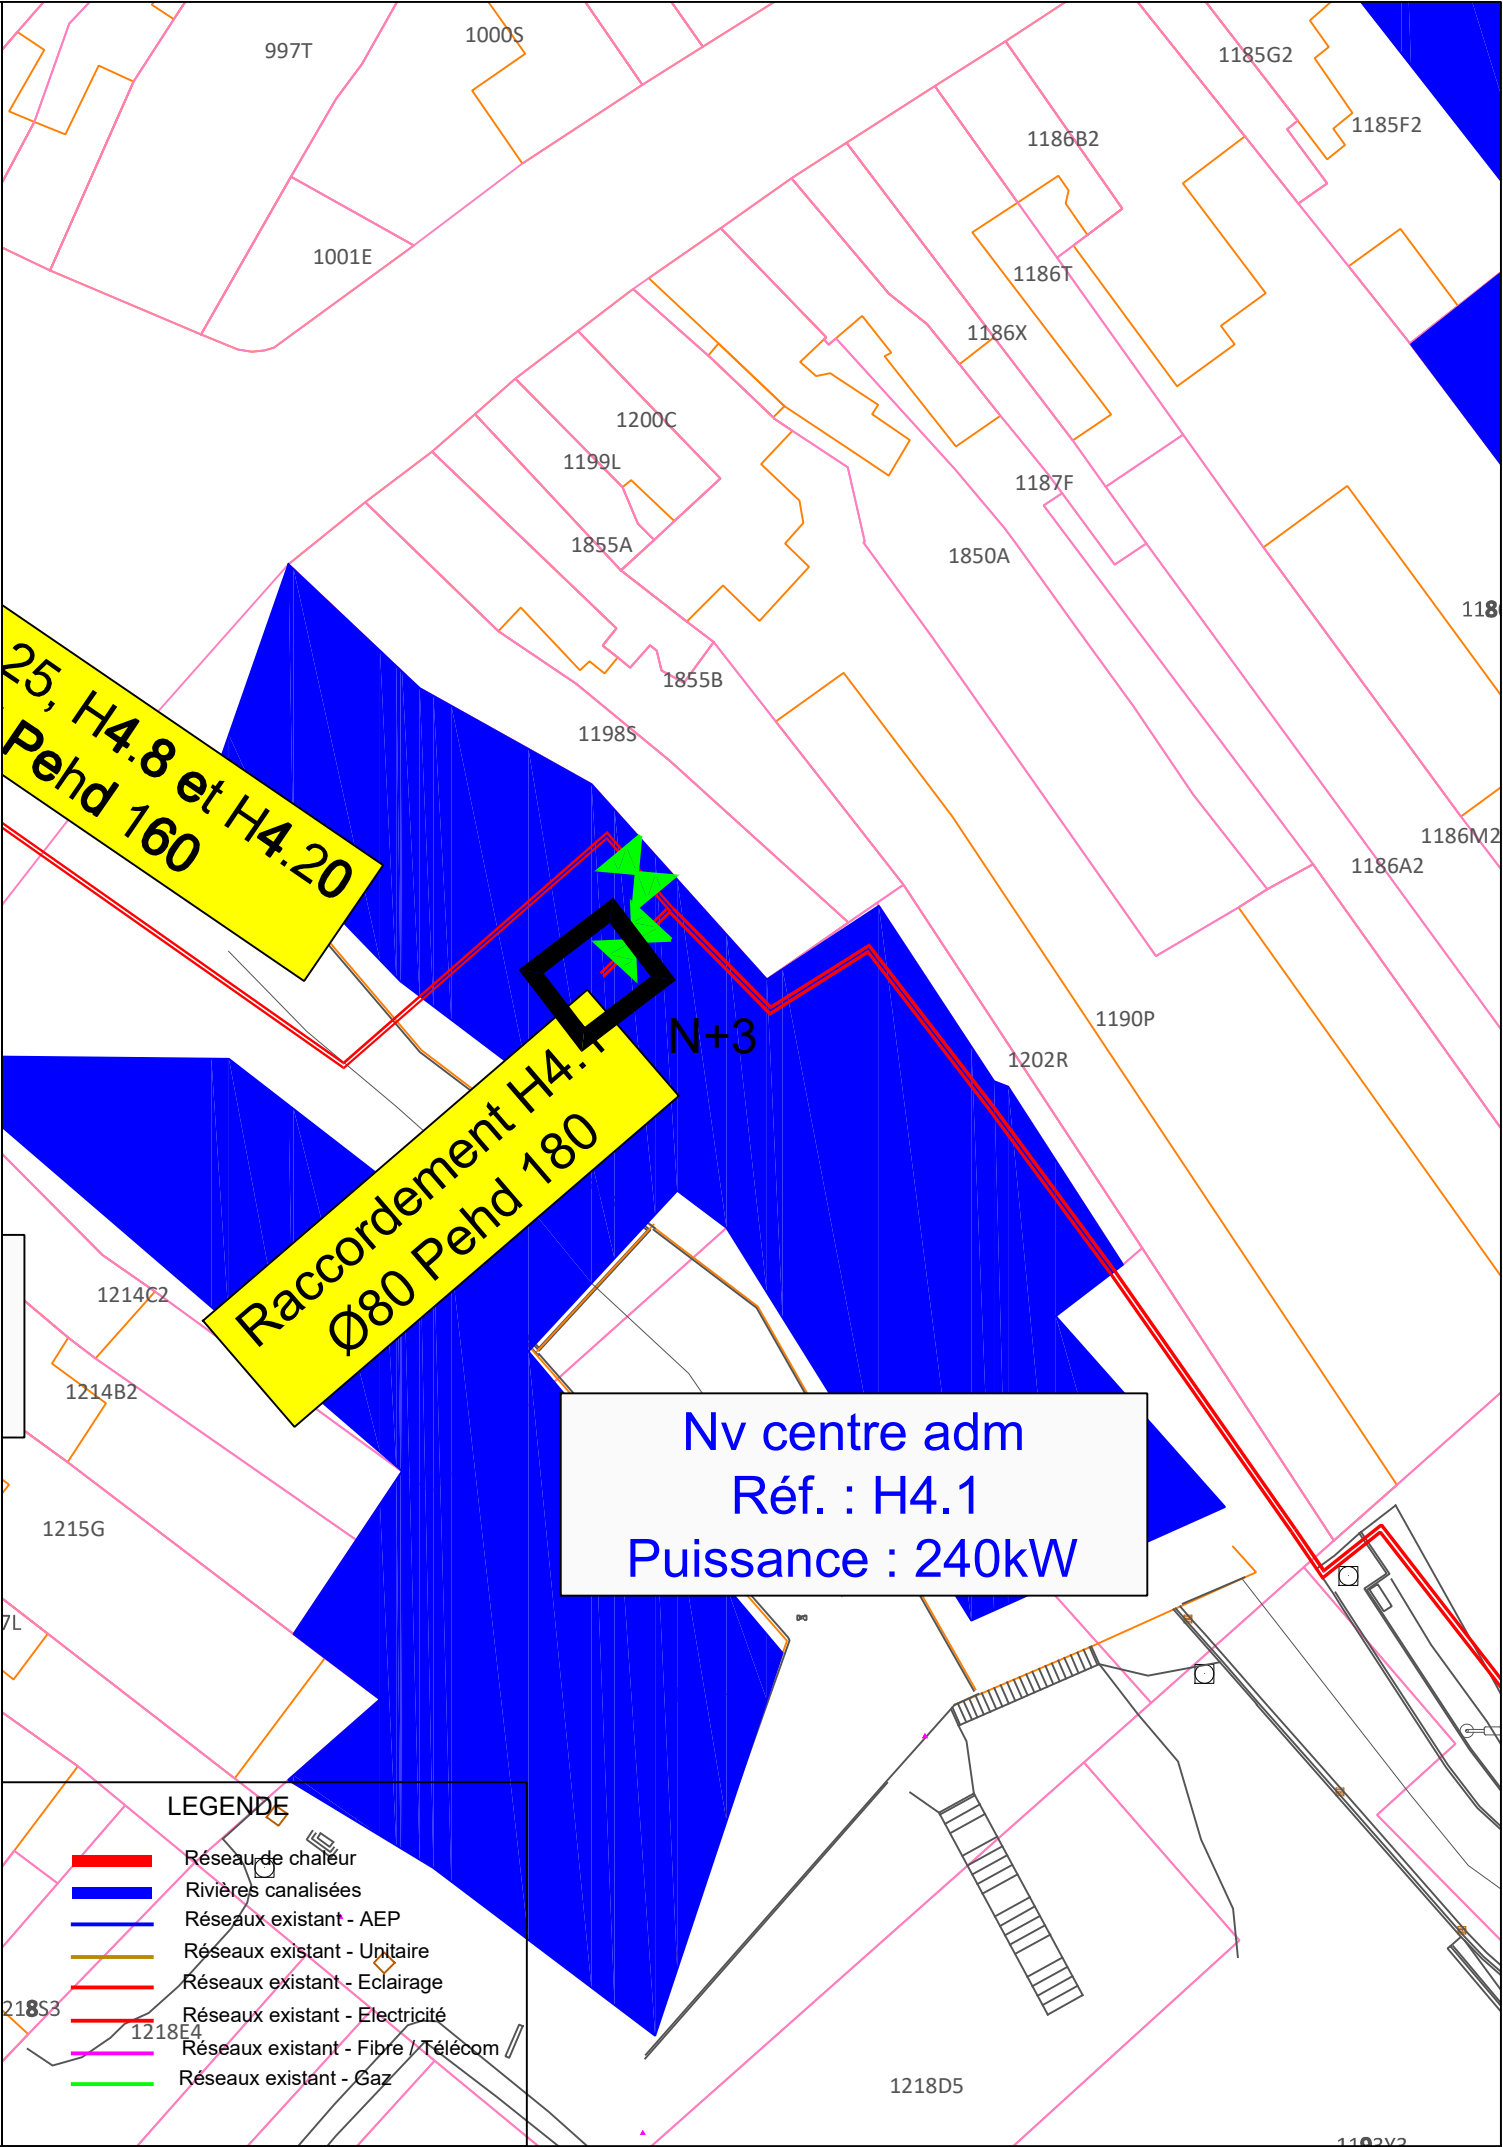 997T
1000S
1185G2
1185F2
1186B2
1001E
1186T
1186X
1200C
1199L
1187F
1855A
1850A
118
1855B
1198S
25, H4.8 et H4.20
Pehd 160
1186M2
1186A2
1190P
N+3
1202R
Raccordement H4.1
Ø80 Pehd 180
1214C2
1214B2
Nv centre adm
Réf. : H4.1
Puissance : 240kW
1215G
7L
LEGENDE
Réseau de chaleur
Rivières canalisées
Réseaux existant - AEP
Réseaux existant - Unitaire
Réseaux existant - Eclairage
Réseaux existant - Electricité
Réseaux existant - Fibre / Télécom
Réseaux existant - Gaz
218S3
1218E4
1218D5